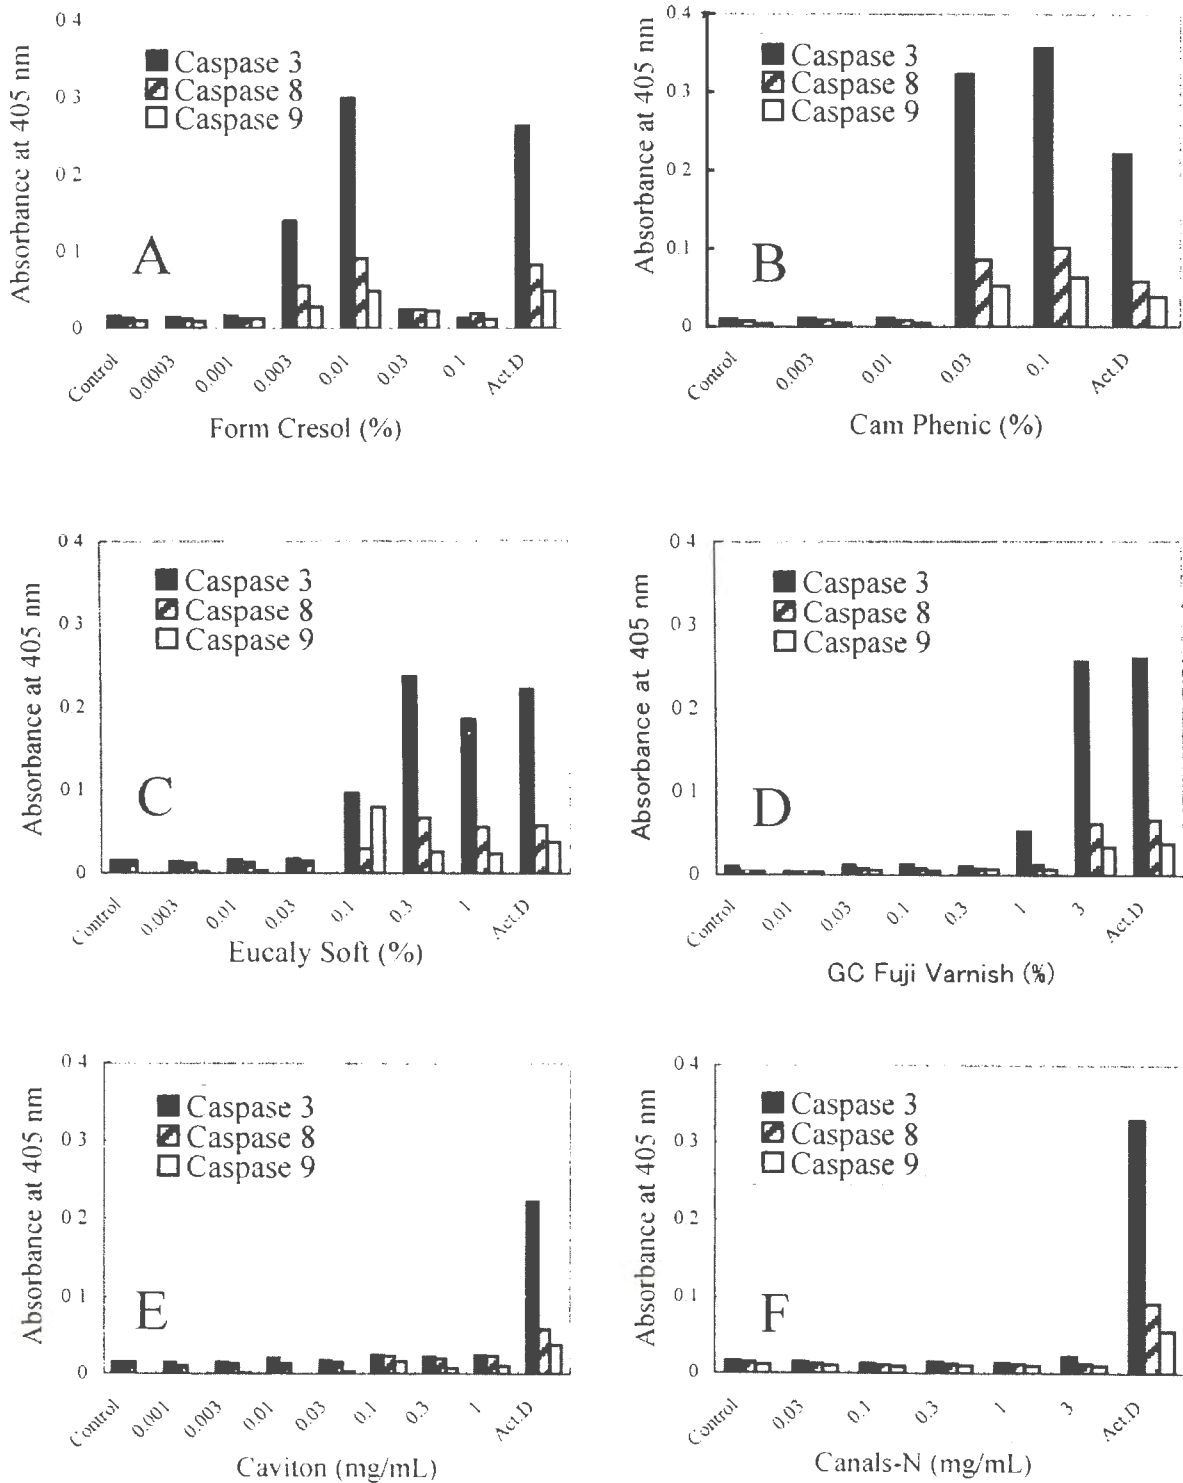 Absorbance at 405 nm
0 4
0 3
0 2
0 1
0
Caspase 3
Caspase 8
Caspase 9
A
Control
0.0003
0.001
0.003
0.01
0.03
0.1
Act.D
Form Cresol (%)
Absorbance at 405 nm
0.4
0.3
0.2
0.1
0
Caspase 3
Caspase 8
Caspase 9
B
Control
0.003
0.01
0.03
0.1
Act.D
Cam Phenic (%)
Absorbance at 405 nm
0 4
0 3
0 2
0 1
0
Caspase 3
Caspase 8
Caspase 9
C
Control
0.003
0.01
0.03
0.1
0.3
1
Act.D
Eucaly Soft (%)
Absorbance at 405 nm
0 4
0 3
0 2
0 1
0
Caspase 3
Caspase 8
Caspase 9
D
Control
0.01
0.03
0.1
0.3
1
3
Act.D
GC Fuji Varnish (%)
Absorbance at 405 nm
0 4
0 3
0 2
0 1
0
Caspase 3
Caspase 8
Caspase 9
E
Control
0.001
0.003
0.01
0.03
0.1
0.3
1
Act.D
Caviton (mg/mL)
Absorbance at 405 nm
0 4
0 3
0 2
0 1
0
Caspase 3
Caspase 8
Caspase 9
F
Control
0.03
0.1
0.3
1
3
Act.D
Canals-N (mg/mL)